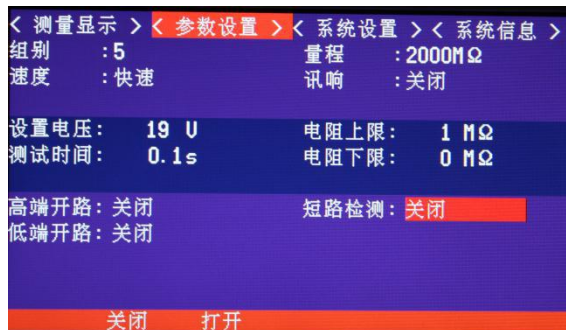 < 测量显示 > < 参数设置 > < 系统设置 > < 系统信息 >
组别 :5 量程 :2000MΩ
速度 :快速 讯响 :关闭
设置电压: 19 U 电阻上限: 1 MΩ
测试时间: 0.1s 电阻下限: 0 MΩ
高端开路:关闭 短路检测:关闭
低端开路:关闭
关闭 打开